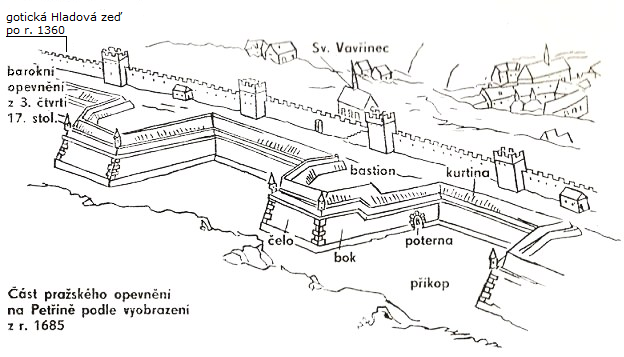 gotická Hladová zeď
po r. 1360
Sv. Vavřinec
barokní
opevnění
z 3. čtvrti
17. stol.
bastion
kurtina
čelo
bok
poterna
příkop
Část pražského opevnění
na Petříně podle vyobrazení
z r. 1685